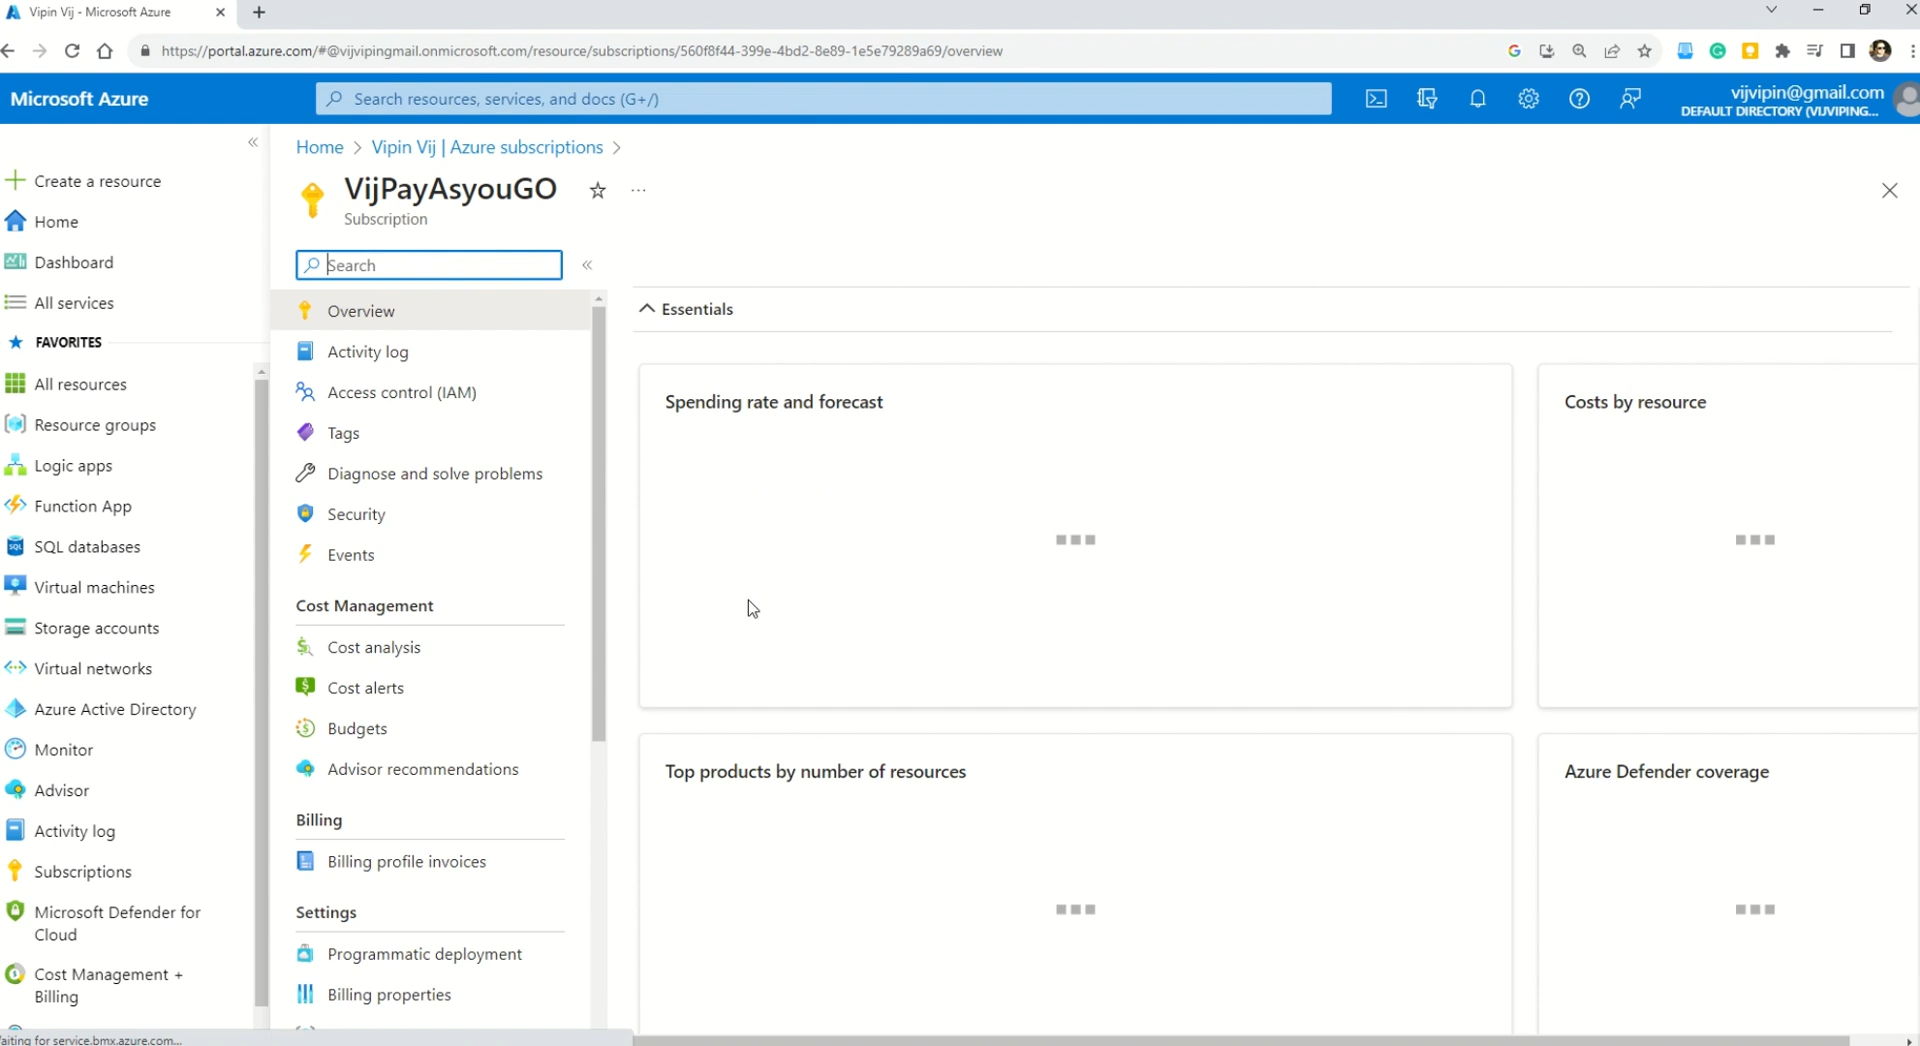 Vipin Vij - Microsoft Azure
https://portal.azure.com/#@vijvipingmail.onmicrosoft.com/resource/subscriptions/560f8f44-399e-4bd2-8e89-1e5e79289a69/overview
Microsoft Azure
Search resources, services, and docs (G+/)
vijvipin@gmail.com
DEFAULT DIRECTORY (VIJVIPING...
Home > Vipin Vij | Azure subscriptions >
VijPayAsyouGO
...
Subscription
Create a resource
Home
Dashboard
All services
FAVORITES
All resources
Resource groups
Logic apps
Function App
SQL databases
Virtual machines
Storage accounts
Virtual networks
Azure Active Directory
Monitor
Advisor
Activity log
Subscriptions
Microsoft Defender for
Cloud
Cost Management +
Billing
Search
Overview
Activity log
Access control (IAM)
Tags
Diagnose and solve problems
Security
Events
Cost Management
Cost analysis
Cost alerts
Budgets
Advisor recommendations
Billing
Billing profile invoices
Settings
Programmatic deployment
Billing properties
Essentials
Spending rate and forecast
Costs by resource
Top products by number of resources
Azure Defender coverage
aiting for service.bmx.azure.com...